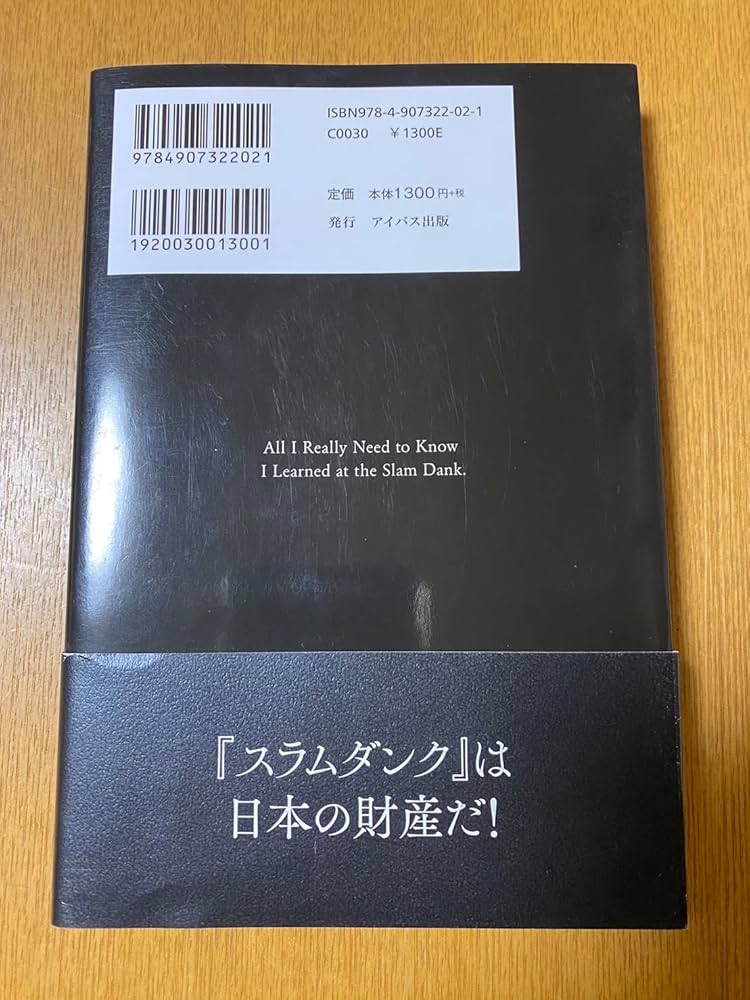 ISBN978-4-907322-02-1
C0030 ¥1300E
9784907322021
定価 本体1300円+税
発行 アイバス出版
1920030013001
All I Really Need to Know
I Learned at the Slam Dank.
『スラムダンク』は
日本の財産だ!